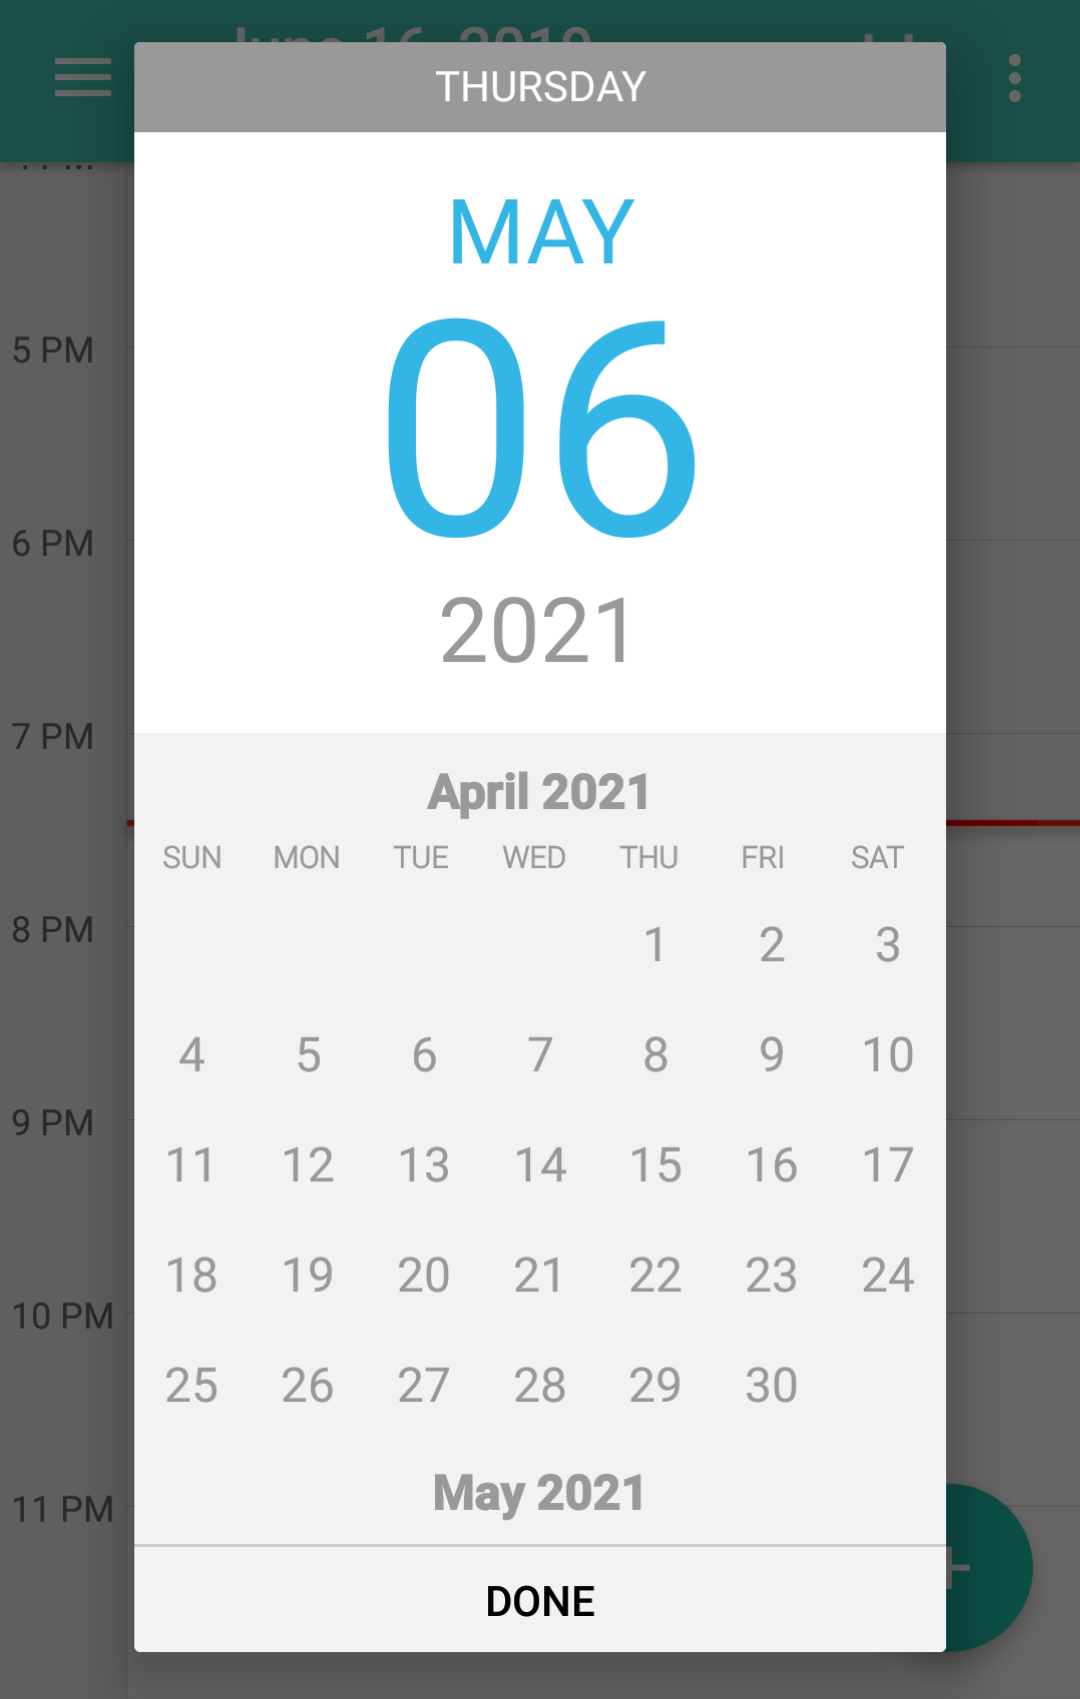 THURSDAY
MAY
06
2021
April 2021
SUN MON TUE WED THU FRI SAT
1 2 3
4 5 6 7 8 9 10
11 12 13 14 15 16 17
18 19 20 21 22 23 24
25 26 27 28 29 30
May 2021
DONE
5 PM
6 PM
7 PM
8 PM
9 PM
10 PM
11 PM